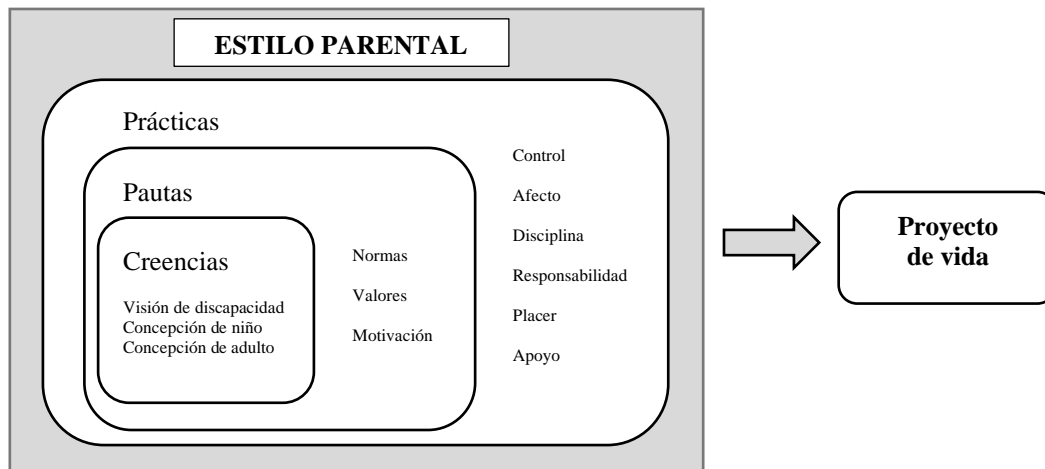 ESTILO PARENTAL
Prácticas
Pautas
Creencias
Visión de discapacidad
Concepción de niño
Concepción de adulto
Normas
Valores
Motivación
Control
Afecto
Disciplina
Responsabilidad
Placer
Apoyo
Proyecto
de vida